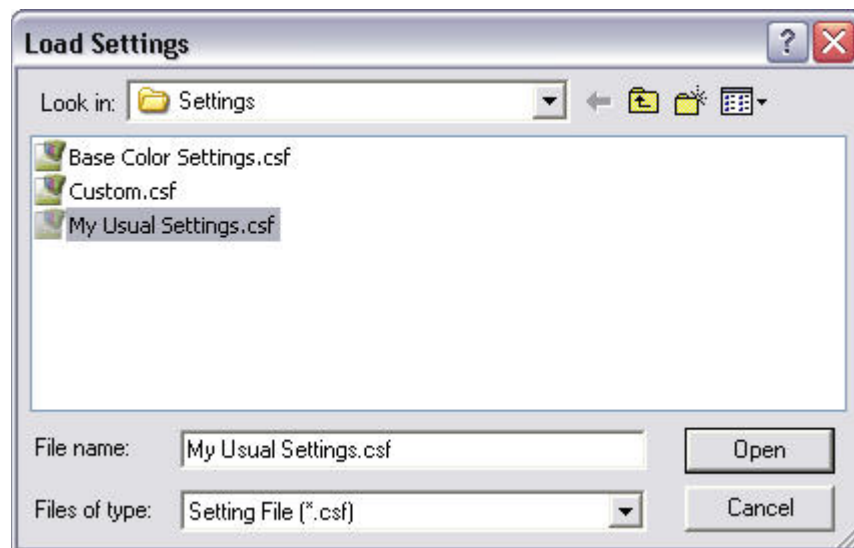 Load Settings
Look in: Settings
Base Color Settings.csf
Custom.csf
My Usual Settings.csf
File name: My Usual Settings.csf Open
Files of type: Setting File (*.csf) Cancel